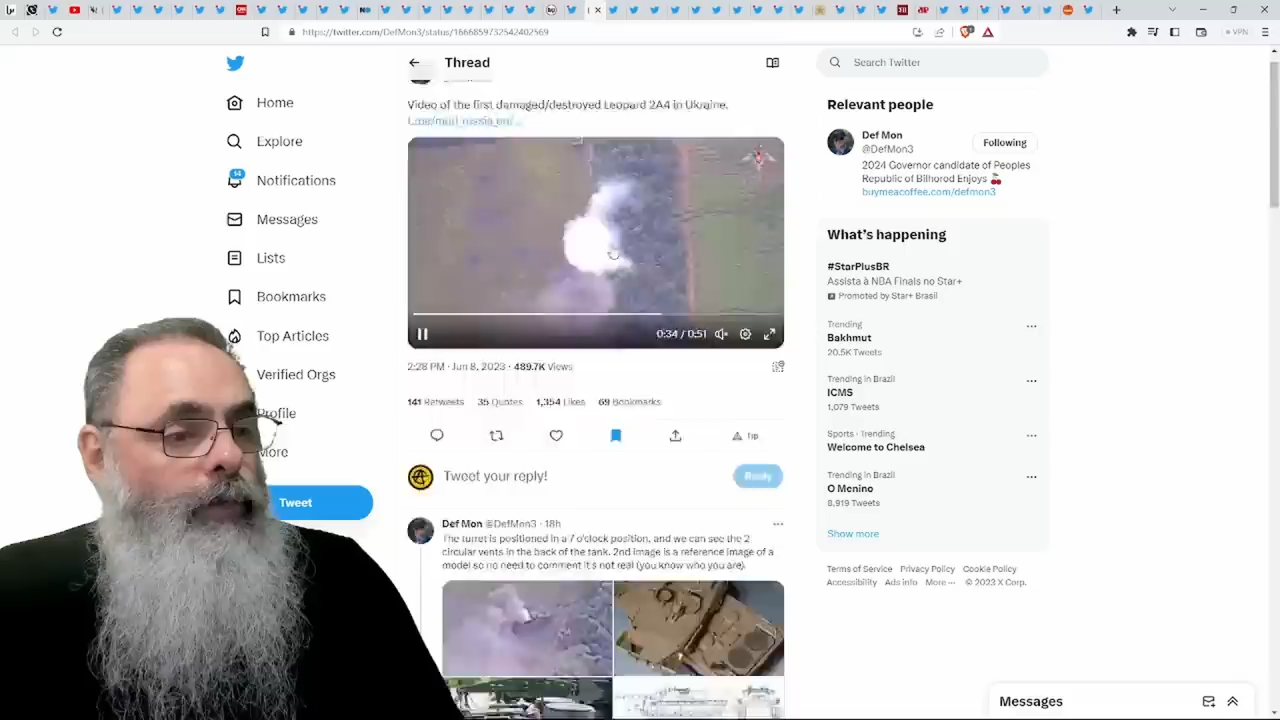 https://twitter.com/DefMon3/status/1666859732542402569
VPN
Home
Explore
14
Notifications
Messages
Lists
Bookmarks
Top Articles
Verified Orgs
Profile
More
Tweet
Thread
Video of the first damaged/destroyed Leopard 2A4 in Ukraine.
0:34 / 0:51
2:28 PM · Jun 8, 2023 · 489.7K Views
141 Retweets 35 Quotes 1,354 Likes 69 Bookmarks
Tip
Tweet your reply!
Reply
Def Mon @DefMon3 · 18h
The turret is positioned in a 7 o'clock position, and we can see the 2
circular vents in the back of the tank. 2nd image is a reference image of a
model so no need to comment it's not real (you know who you are).
Search Twitter
Relevant people
Def Mon
@DefMon3
Following
2024 Governor candidate of Peoples
Republic of Bilhorod Enjoys
buymeacoffee.com/defmon3
What's happening
#StarPlusBR
Assista à NBA Finals no Star+
Promoted by Star+ Brasil
Trending
Bakhmut
20.5K Tweets
Trending in Brazil
ICMS
1,079 Tweets
Sports · Trending
Welcome to Chelsea
Trending in Brazil
O Menino
8,919 Tweets
Show more
Terms of Service Privacy Policy Cookie Policy
Accessibility Ads info More ··· © 2023 X Corp.
Messages